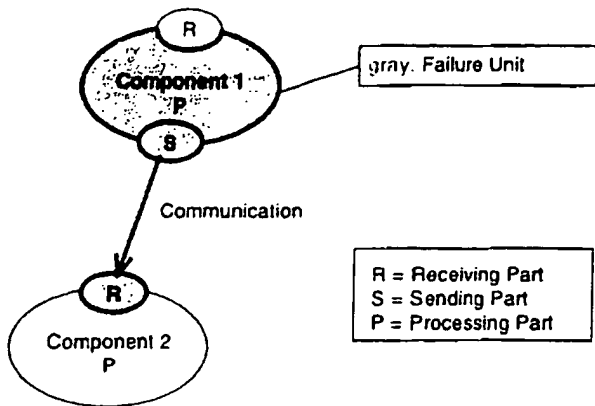 R
Component 1
P
S
gray. Failure Unit
Communication
R
Component 2
P
R = Receiving Part
S = Sending Part
P = Processing Part